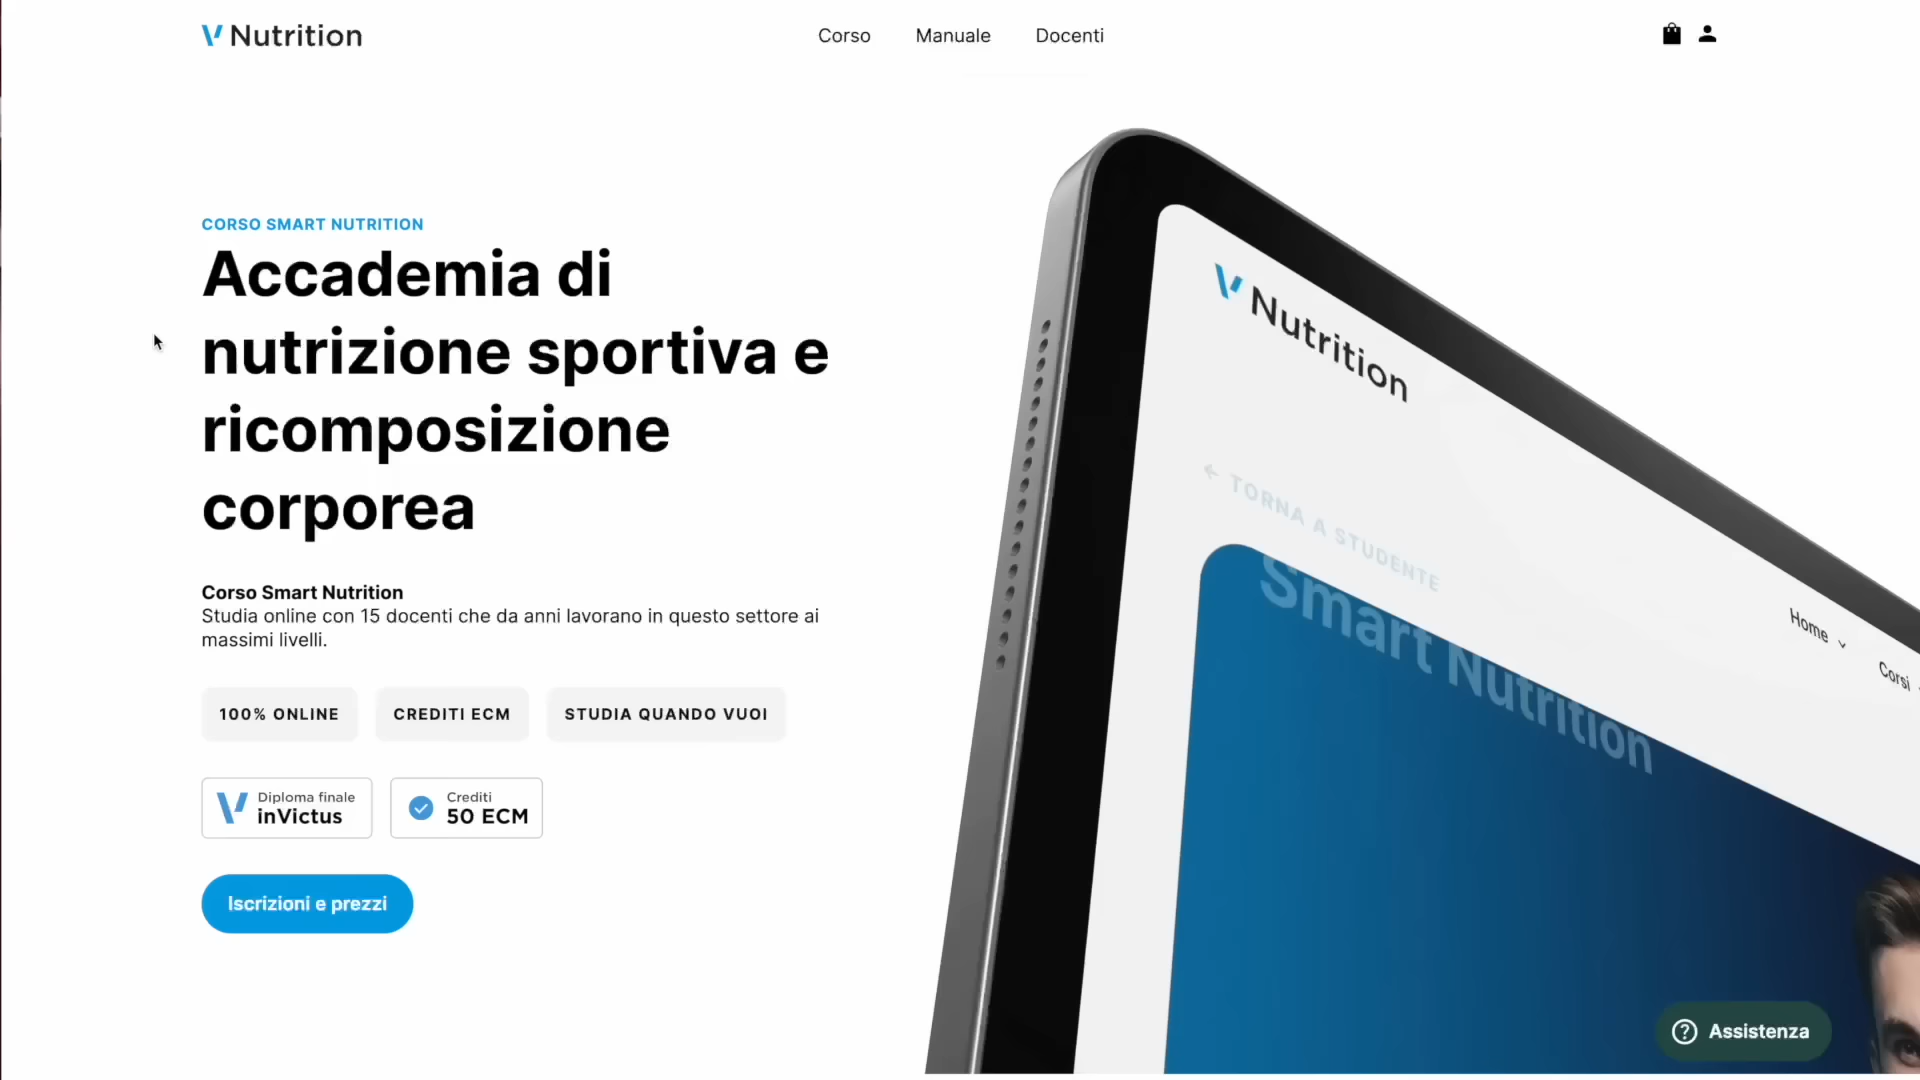 Nutrition
Corso
Manuale
Docenti
CORSO SMART NUTRITION
Accademia di
nutrizione sportiva e
ricomposizione
corporea
Corso Smart Nutrition
Studia online con 15 docenti che da anni lavorano in questo settore ai
massimi livelli.
100% ONLINE
CREDITI ECM
STUDIA QUANDO VUOI
Diploma finale
inVictus
Crediti
50 ECM
Iscrizioni e prezzi
Nutrition
← TORNA A STUDENTE
Smart Nutrition
Home
Corsi
Assistenza